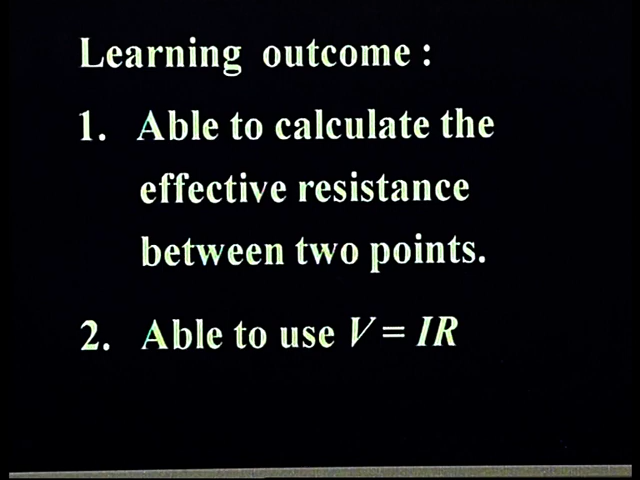 Learning outcome :
1. Able to calculate the
effective resistance
between two points.
2. Able to use V = IR